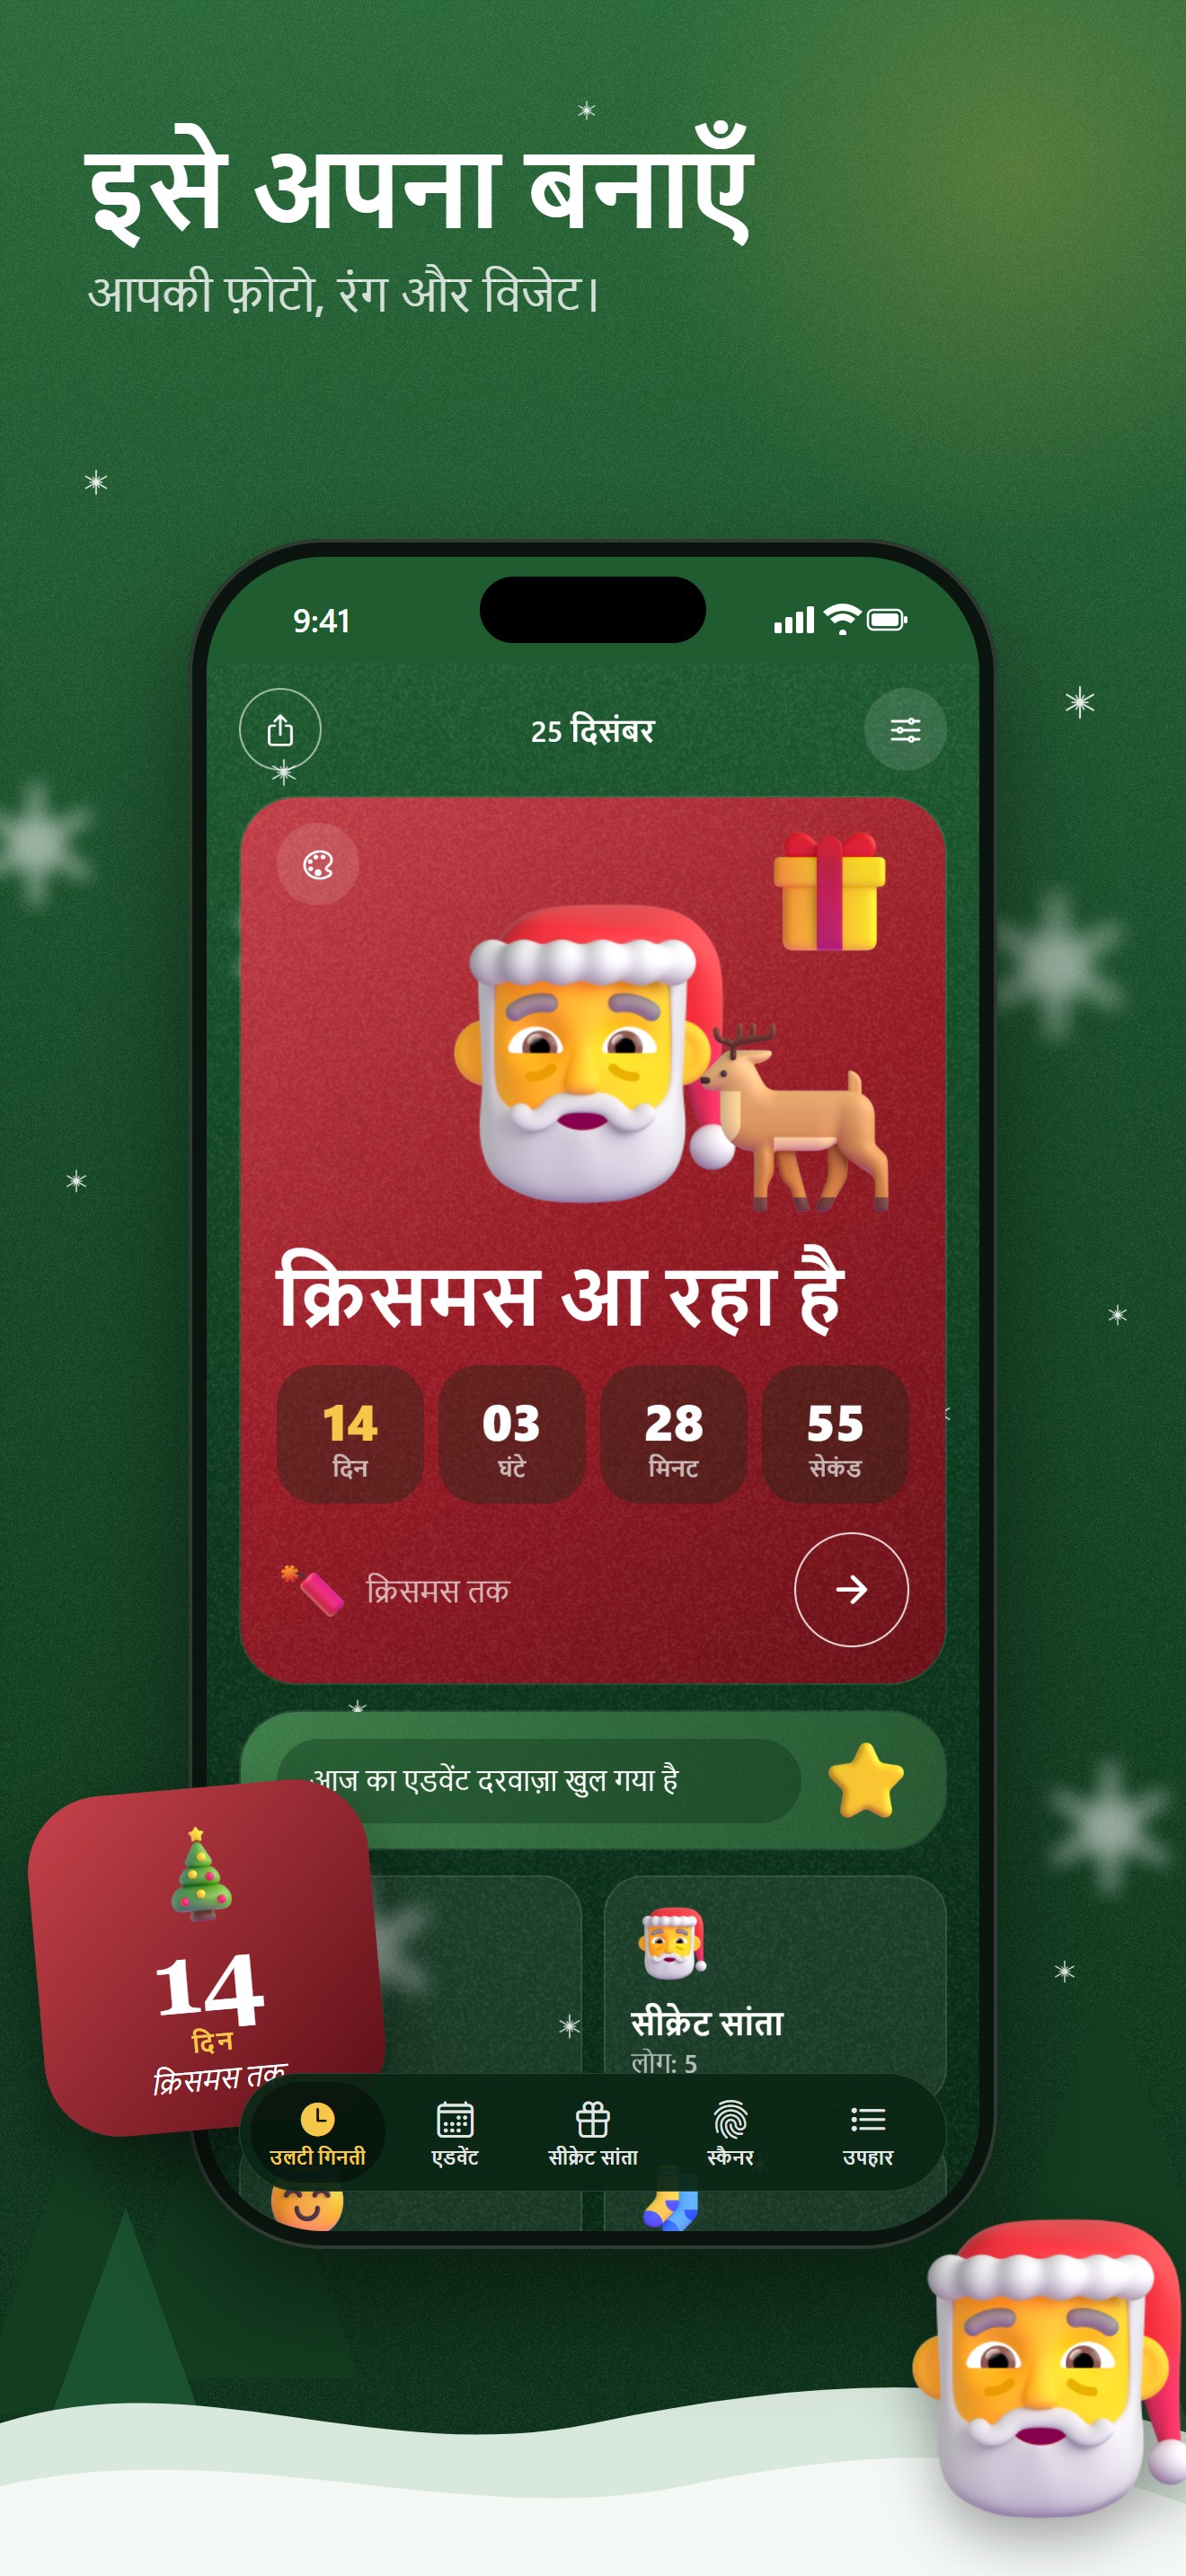 इसे अपना बनाएँ
आपकी फ़ोटो, रंग और विजेट।
9:41
25 दिसंबर
क्रिसमस आ रहा है
14
दिन
03
घंटे
28
मिनट
55
सेकंड
क्रिसमस तक
आज का एडवेंट दरवाज़ा खुल गया है
14
दिन
क्रिसमस तक
सीक्रेट सांता
लोग: 5
उलटी गिनती
एडवेंट
सीक्रेट सांता
स्कैनर
उपहार